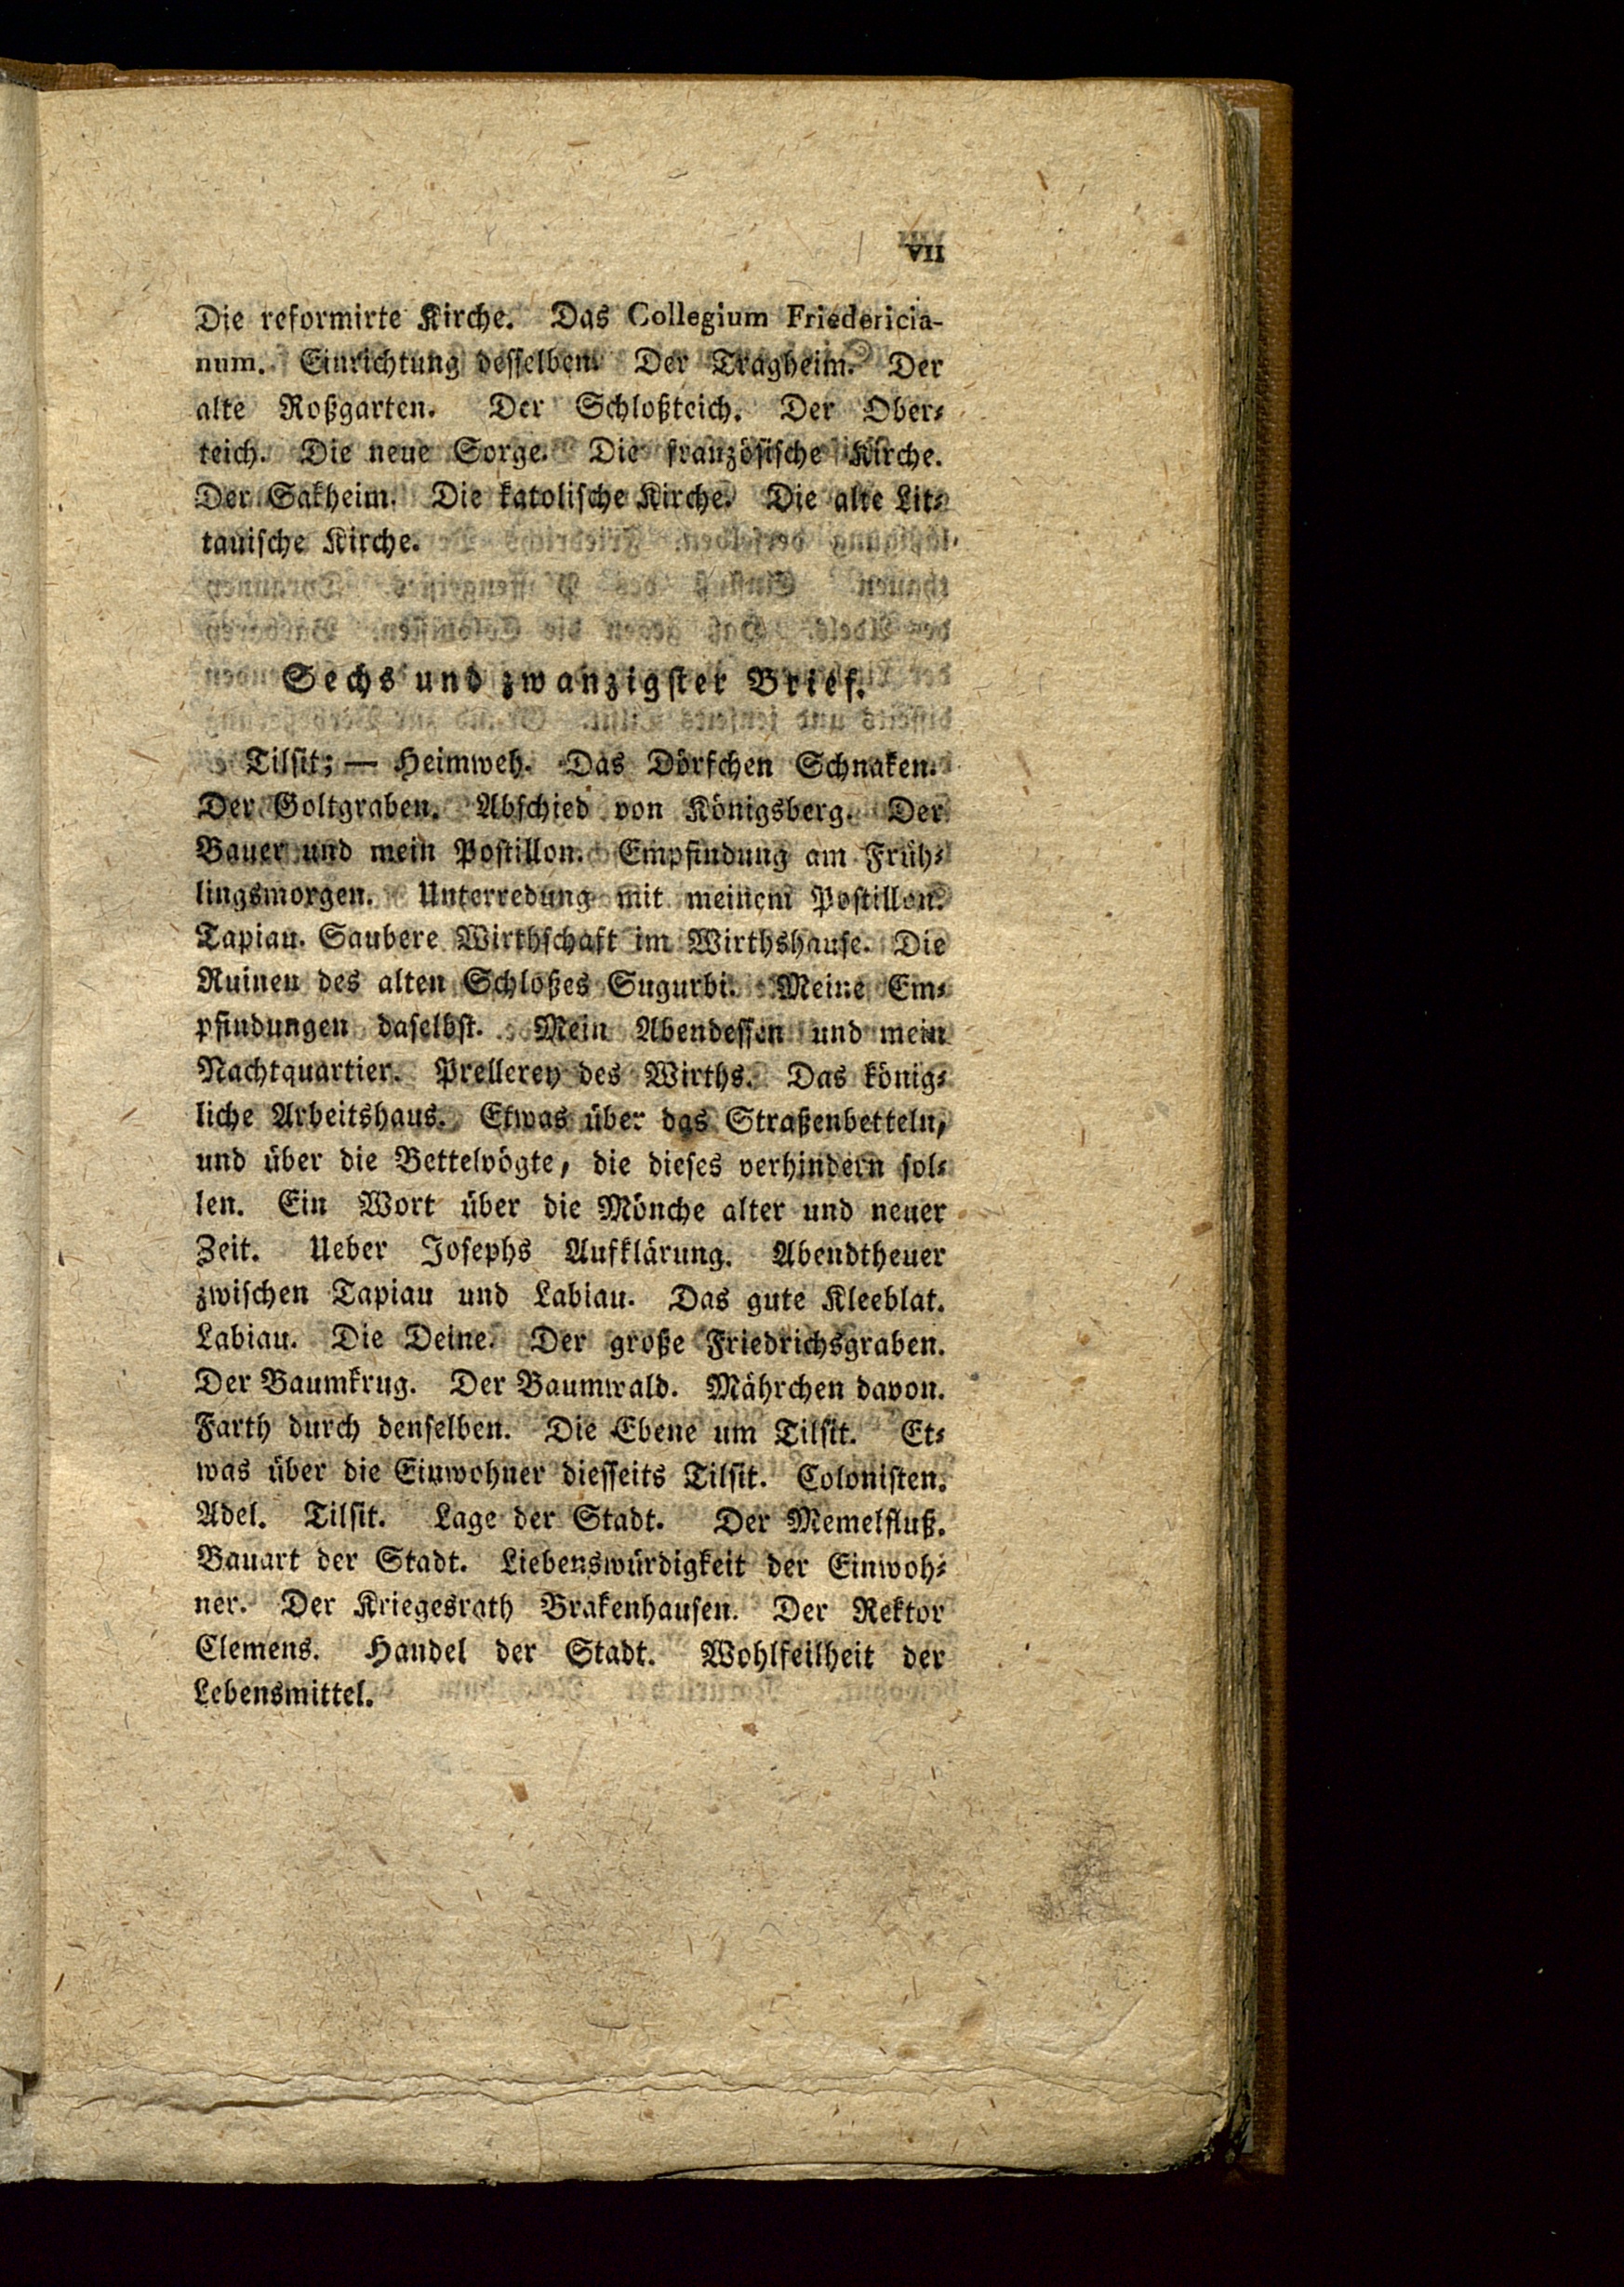 VII
Die reformirte Kirche. Das Collegium Friedericia-
num. Einrichtung desselben. Der Tragheim. Der
alte Roßgarten. Der Schloßteich. Der Ober-
teich. Die neue Sorge. Die französische Kirche.
Der Sakheim. Die katolische Kirche. Die alte Lit-
tauische Kirche.
Sechs und zwanzigster Brief.
Tilsit; — Heimweh. Das Dörfchen Schnaken.
Der Goltgraben. Abschied von Königsberg. Der
Bauer und mein Postillon. Empfindung am Früh-
lingsmorgen. Unterredung mit meinem Postillon.
Tapiau. Saubere Wirthschaft im Wirthshause. Die
Ruinen des alten Schloßes Sugurbi. Meine Em-
pfindungen daselbst. Mein Abendessen und mein
Nachtquartier. Prellerey des Wirths. Das könig-
liche Arbeitshaus. Etwas über das Straßenbetteln,
und über die Bettelvögte, die dieses verhindern sol-
len. Ein Wort über die Mönche alter und neuer
Zeit. Ueber Josephs Aufklärung. Abendtheuer
zwischen Tapiau und Labiau. Das gute Kleeblat.
Labiau. Die Deine. Der große Friedrichsgraben.
Der Baumkrug. Der Baumwald. Mährchen davon.
Farth durch denselben. Die Ebene um Tilsit. Et-
was über die Einwohner diesseits Tilsit. Colonisten.
Adel. Tilsit. Lage der Stadt. Der Memelfluß.
Bauart der Stadt. Liebenswürdigkeit der Einwoh-
ner. Der Kriegesrath Brakenhausen. Der Rektor
Clemens. Handel der Stadt. Wohlfeilheit der
Lebensmittel.